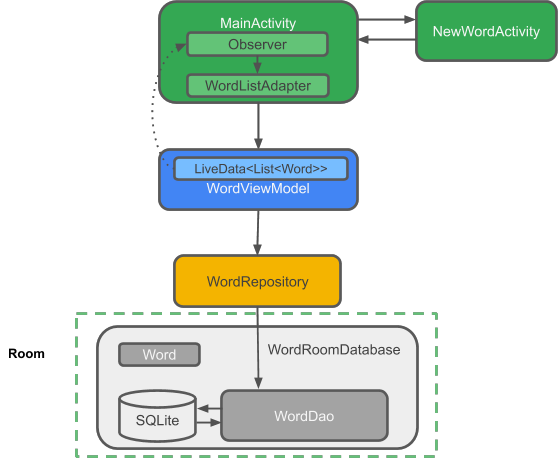 MainActivity
Observer
WordListAdapter
NewWordActivity
LiveData<List<Word>>
WordViewModel
WordRepository
Room
WordRoomDatabase
Word
SQLite
WordDao